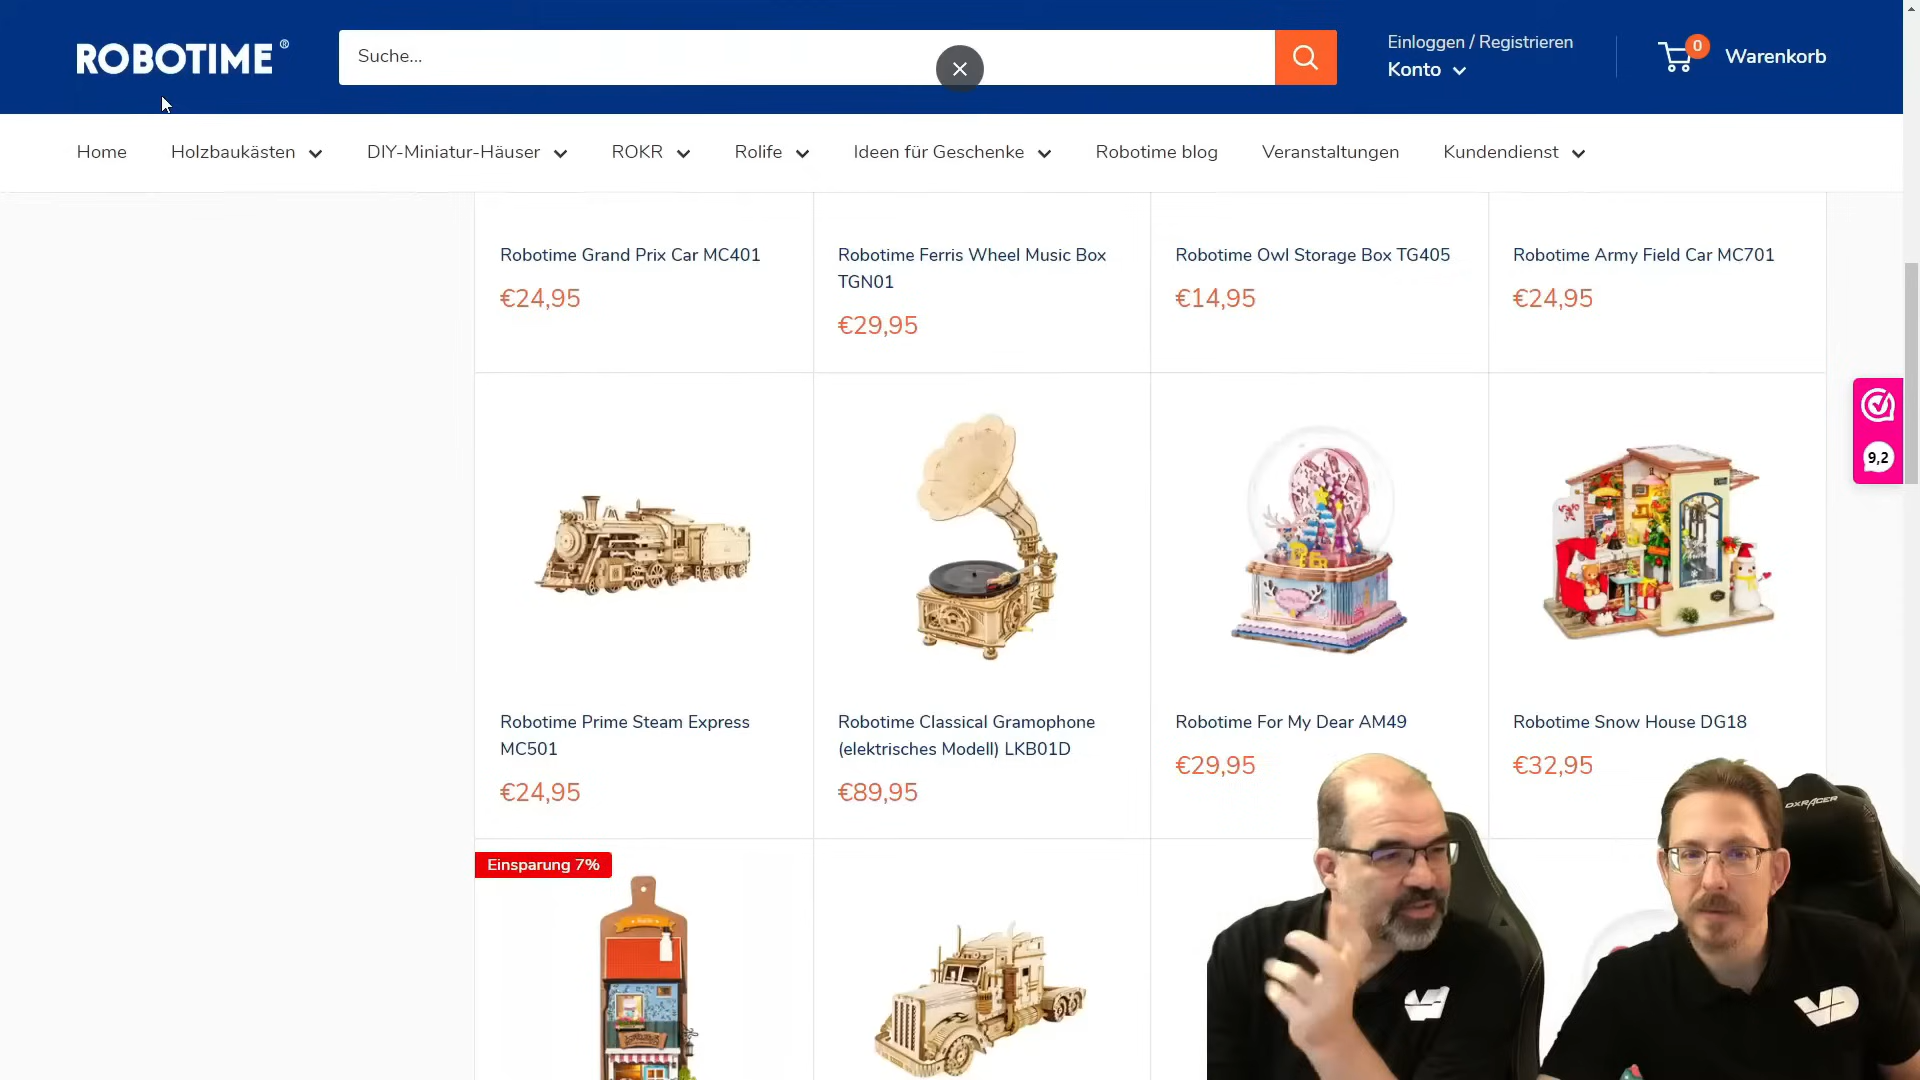 ROBOTIME®
Suche...
Einloggen / Registrieren
Konto
0
Warenkorb
Home
Holzbaukästen
DIY-Miniatur-Häuser
ROKR
Rolife
Ideen für Geschenke
Robotime blog
Veranstaltungen
Kundendienst
Robotime Grand Prix Car MC401
€24,95
Robotime Ferris Wheel Music Box
TGN01
€29,95
Robotime Owl Storage Box TG405
€14,95
Robotime Army Field Car MC701
€24,95
9,2
Robotime Prime Steam Express
MC501
€24,95
Robotime Classical Gramophone
(elektrisches Modell) LKB01D
€89,95
Robotime For My Dear AM49
€29,95
Robotime Snow House DG18
€32,95
Einsparung 7%
DXRACER